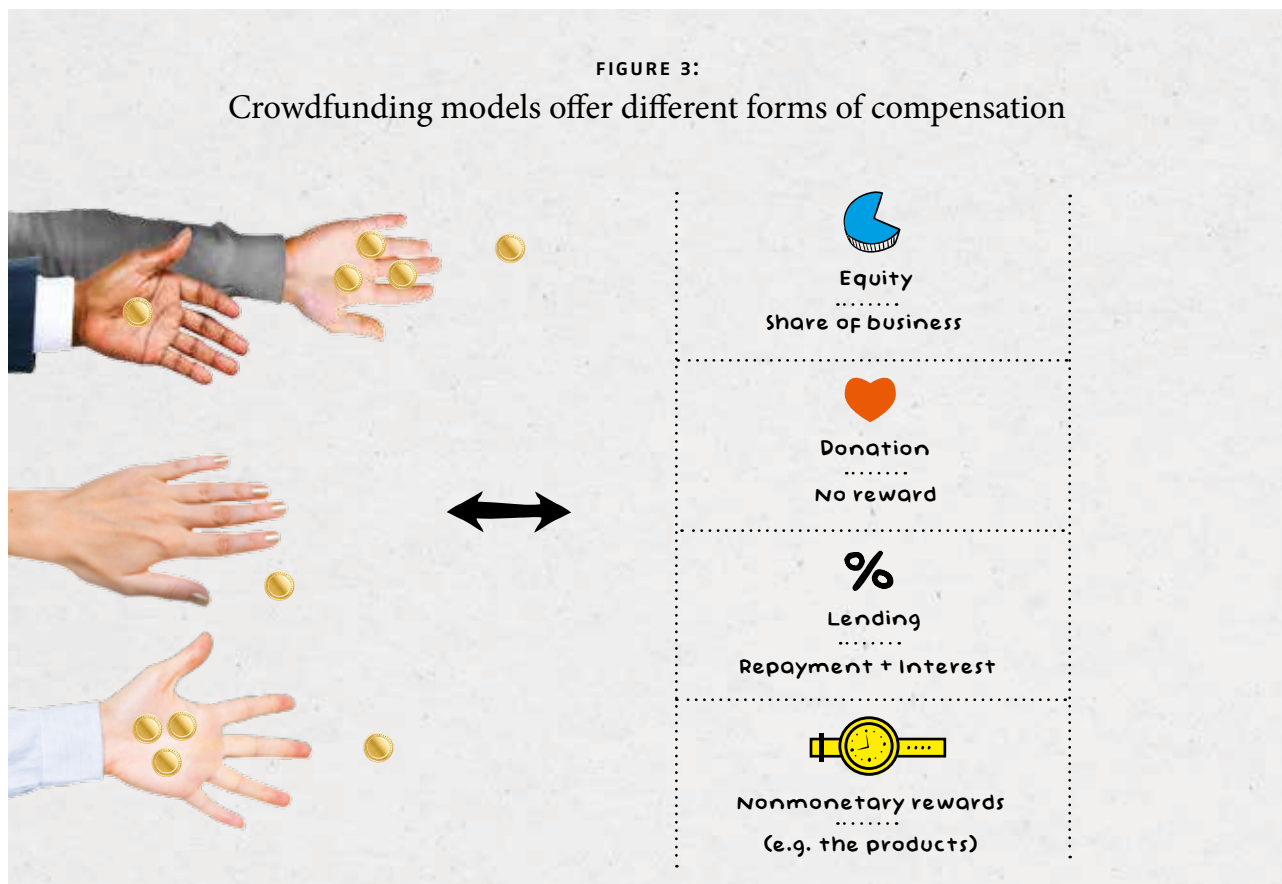 FIGURE 3:
Crowdfunding models offer different forms of compensation
Equity
Share of business
Donation
No reward
%
Lending
Repayment + Interest
Nonmonetary rewards
(e.g. the products)